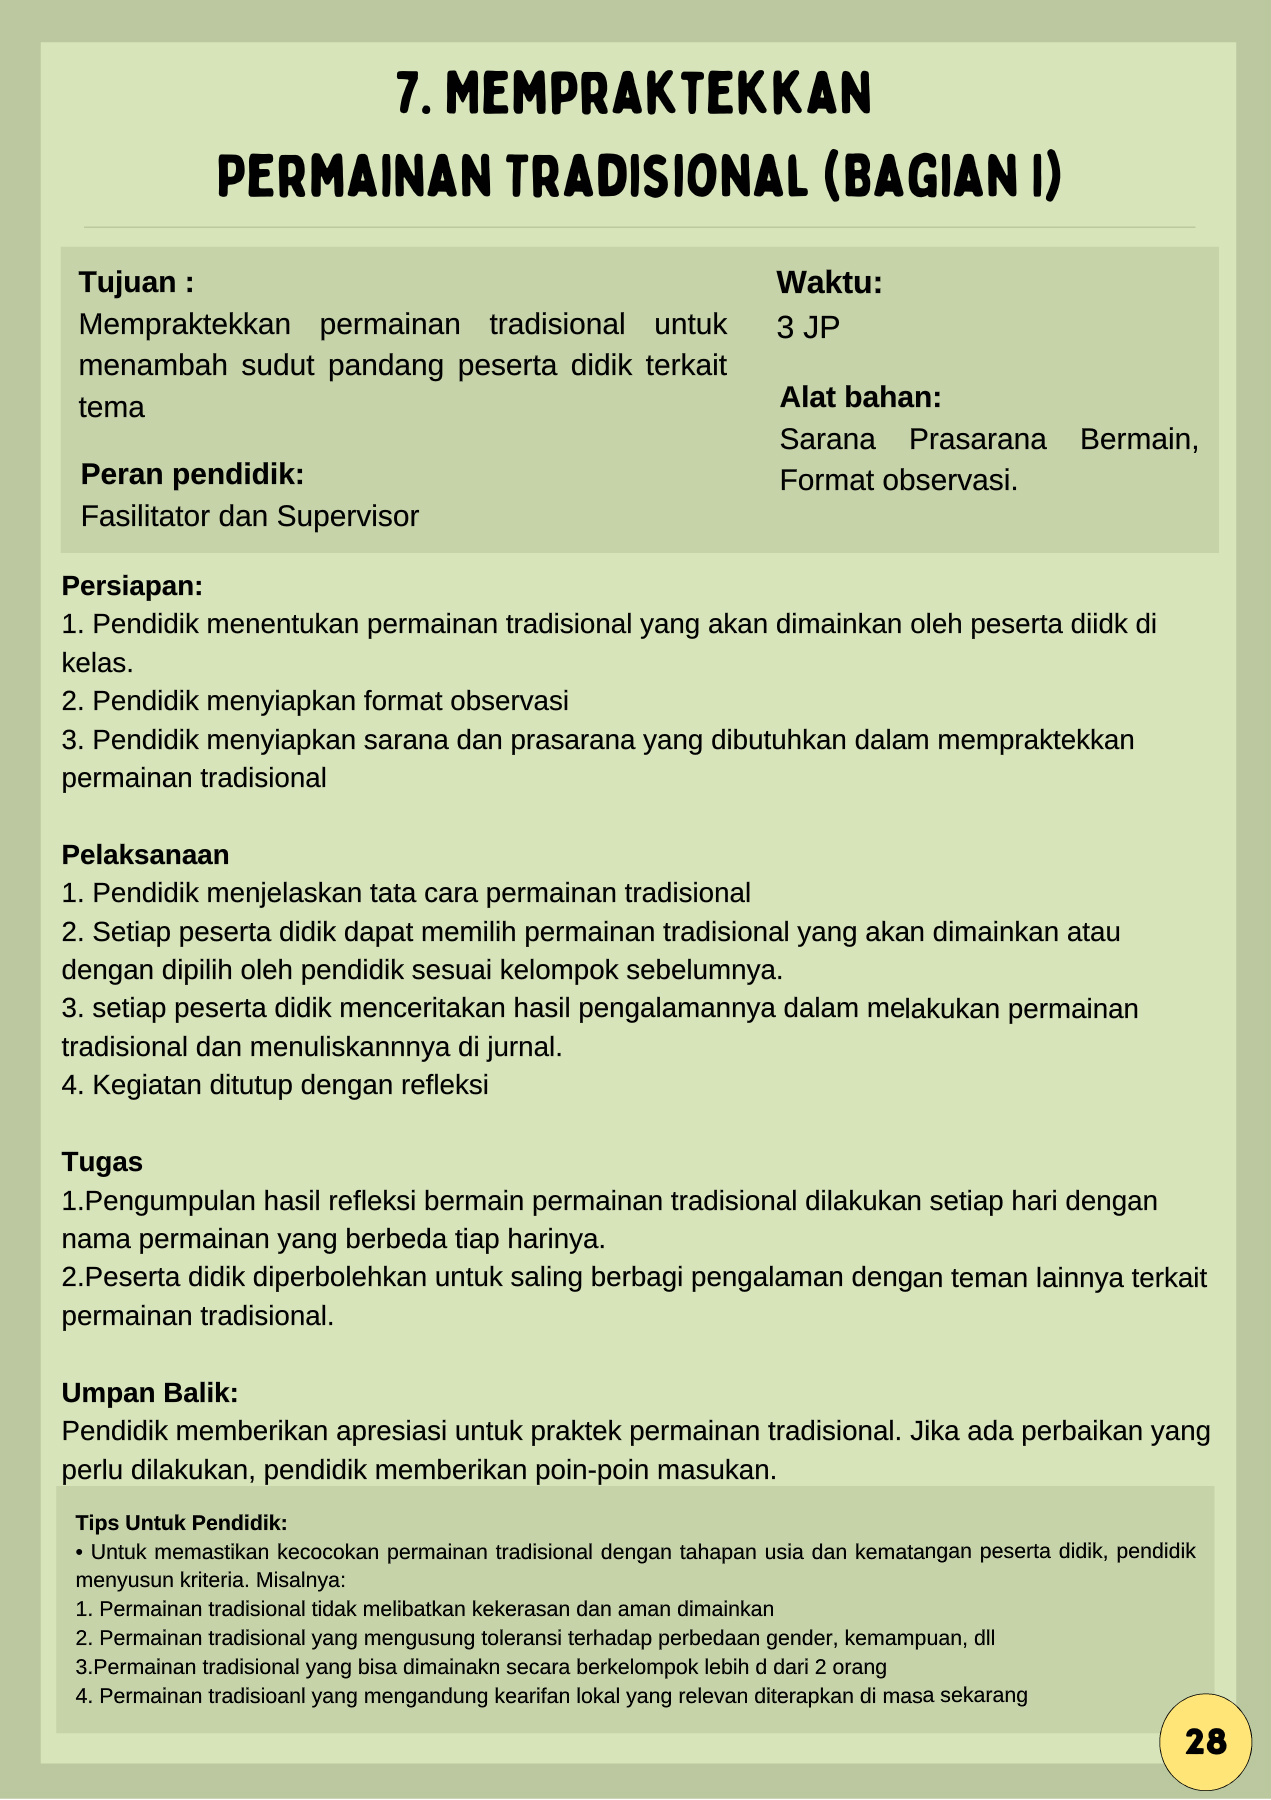 7. MEMPRAKTEKKAN
PERMAINAN TRADISIONAL (BAGIAN I)
Tujuan :
Mempraktekkan permainan tradisional untuk
menambah sudut pandang peserta didik terkait
tema
Peran pendidik:
Fasilitator dan Supervisor
Waktu:
3 JP
Alat bahan:
Sarana Prasarana Bermain,
Format observasi.
Persiapan:
1. Pendidik menentukan permainan tradisional yang akan dimainkan oleh peserta diidk di
kelas.
2. Pendidik menyiapkan format observasi
3. Pendidik menyiapkan sarana dan prasarana yang dibutuhkan dalam mempraktekkan
permainan tradisional
Pelaksanaan
1. Pendidik menjelaskan tata cara permainan tradisional
2. Setiap peserta didik dapat memilih permainan tradisional yang akan dimainkan atau
dengan dipilih oleh pendidik sesuai kelompok sebelumnya.
3. setiap peserta didik menceritakan hasil pengalamannya dalam melakukan permainan
tradisional dan menuliskannnya di jurnal.
4. Kegiatan ditutup dengan refleksi
Tugas
1.Pengumpulan hasil refleksi bermain permainan tradisional dilakukan setiap hari dengan
nama permainan yang berbeda tiap harinya.
2.Peserta didik diperbolehkan untuk saling berbagi pengalaman dengan teman lainnya terkait
permainan tradisional.
Umpan Balik:
Pendidik memberikan apresiasi untuk praktek permainan tradisional. Jika ada perbaikan yang
perlu dilakukan, pendidik memberikan poin-poin masukan.
Tips Untuk Pendidik:
• Untuk memastikan kecocokan permainan tradisional dengan tahapan usia dan kematangan peserta didik, pendidik
menyusun kriteria. Misalnya:
1. Permainan tradisional tidak melibatkan kekerasan dan aman dimainkan
2. Permainan tradisional yang mengusung toleransi terhadap perbedaan gender, kemampuan, dll
3.Permainan tradisional yang bisa dimainakn secara berkelompok lebih d dari 2 orang
4. Permainan tradisioanl yang mengandung kearifan lokal yang relevan diterapkan di masa sekarang
28